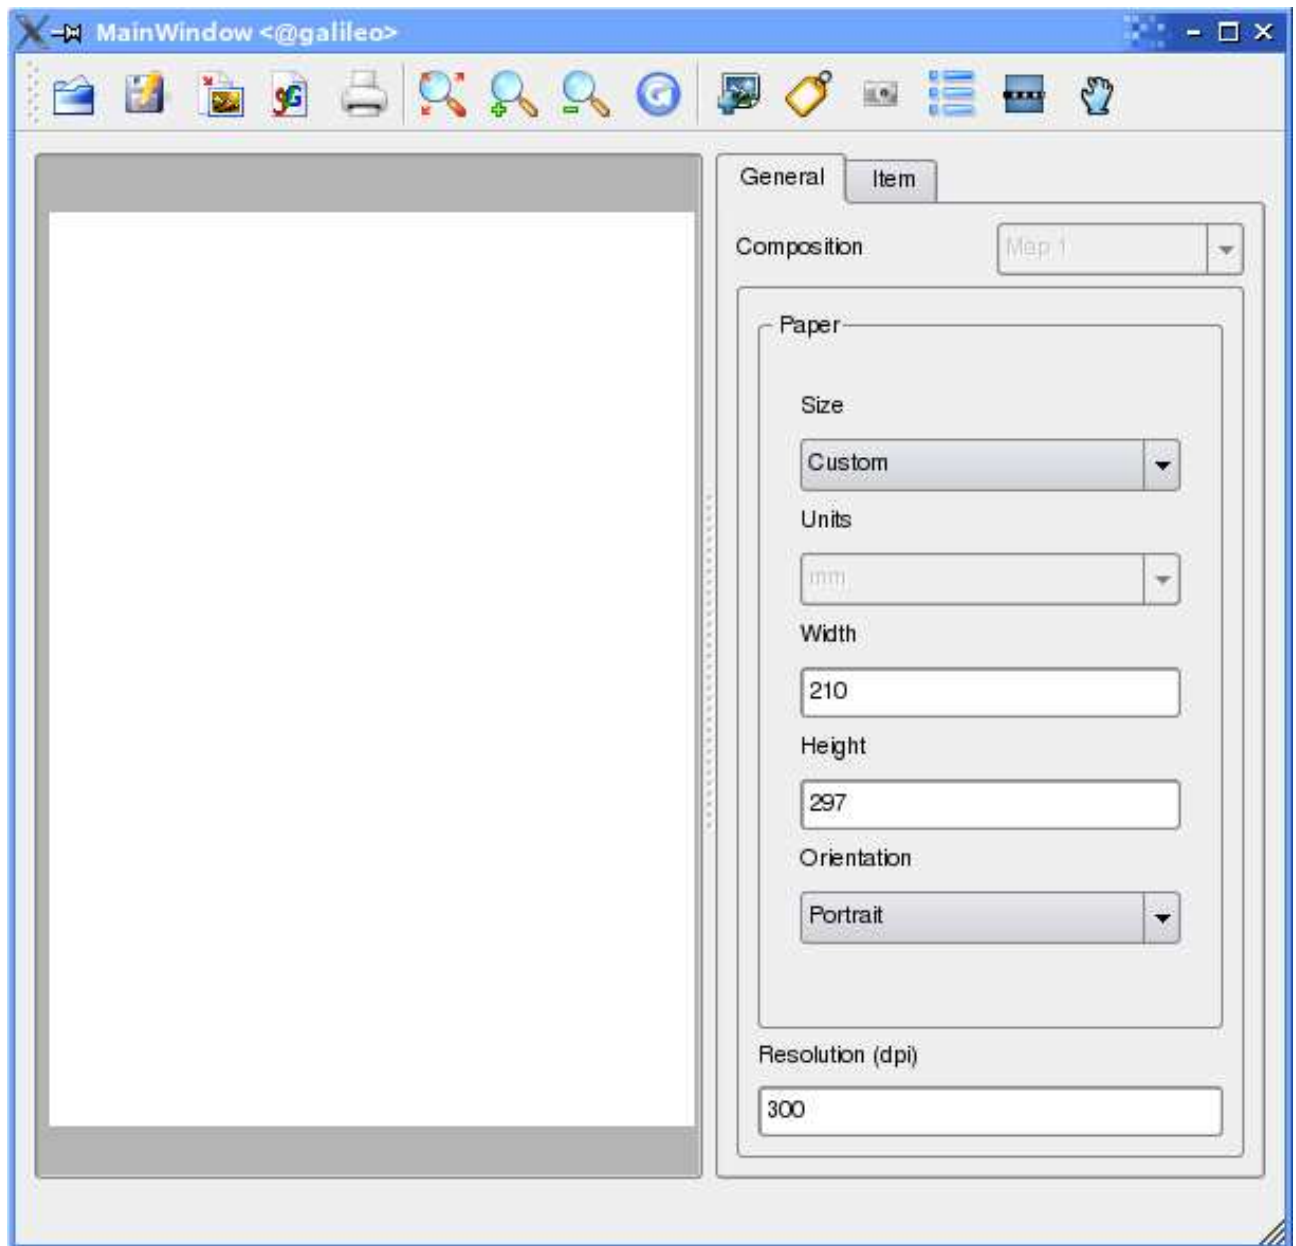 MainWindow <@galileo>
General
Item
Composition
Map 1
Paper
Size
Custom
Units
mm
Width
210
Height
297
Orientation
Portrait
Resolution (dpi)
300